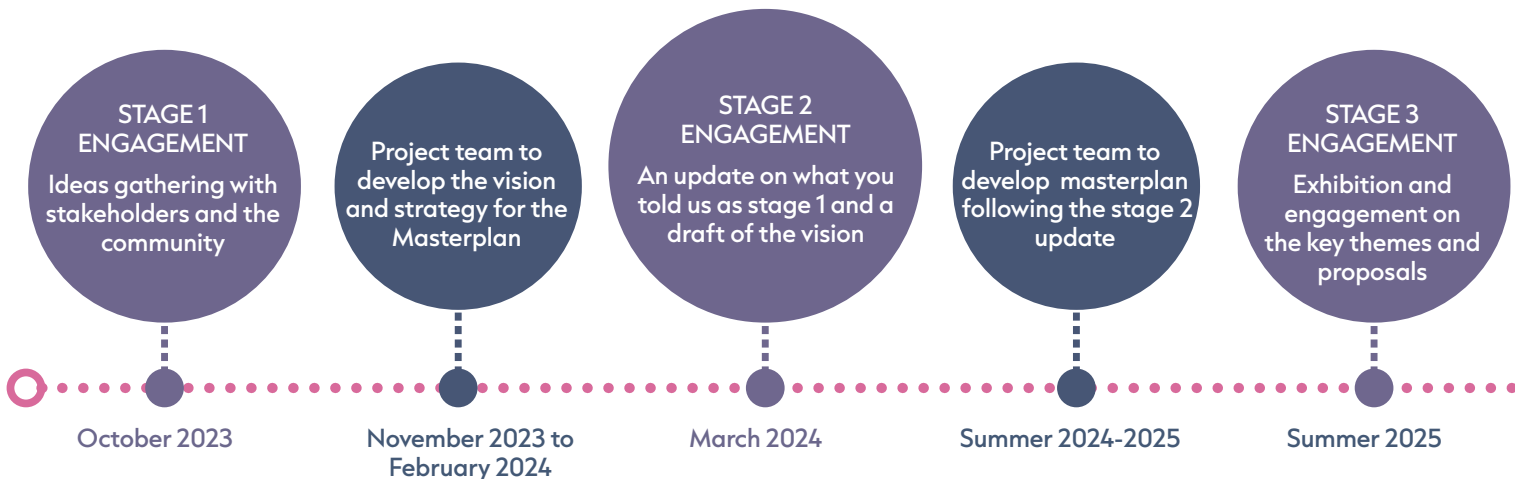 STAGE 1
ENGAGEMENT
Ideas gathering with
stakeholders and the
community
October 2023
Project team to
develop the vision
and strategy for the
Masterplan
November 2023 to
February 2024
STAGE 2
ENGAGEMENT
An update on what you
told us as stage 1 and a
draft of the vision
March 2024
Project team to
develop masterplan
following the stage 2
update
Summer 2024-2025
STAGE 3
ENGAGEMENT
Exhibition and
engagement on
the key themes and
proposals
Summer 2025